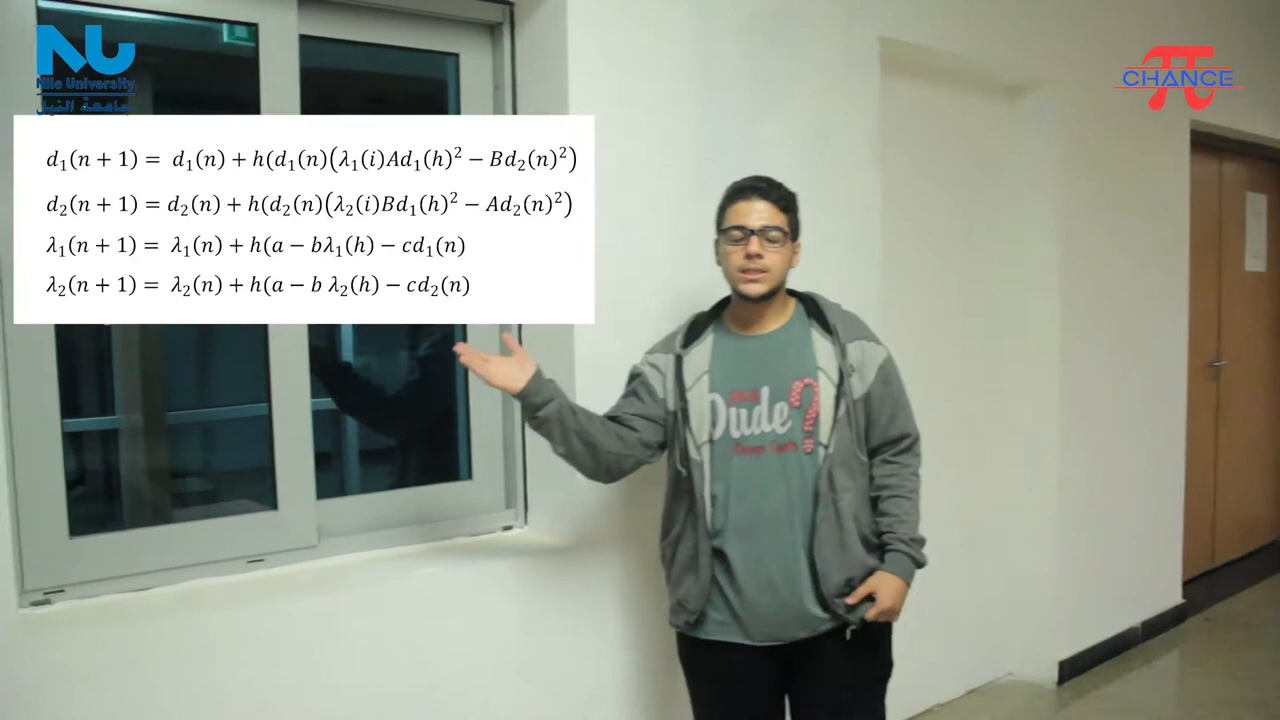 NU
Nile University
جامعة النيل
π
CHANCE
d₁(n + 1) = d₁(n) + h(d₁(n)(λ₁(i)Ad₁(h)² − Bd₂(n)²)
d₂(n + 1) = d₂(n) + h(d₂(n)(λ₂(i)Bd₁(h)² − Ad₂(n)²)
λ₁(n + 1) = λ₁(n) + h(a − bλ₁(h) − cd₁(n)
λ₂(n + 1) = λ₂(n) + h(a − b λ₂(h) − cd₂(n)
Dude?